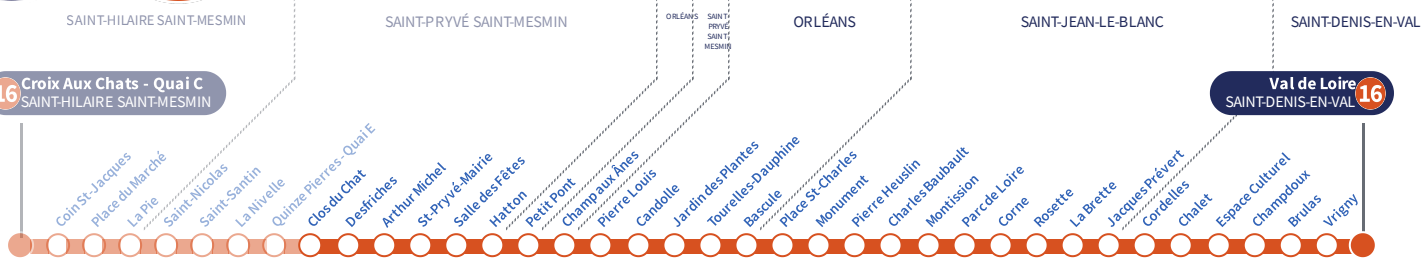 SAINT-HILAIRE SAINT-MESMIN
SAINT-PRYVÉ SAINT-MESMIN
ORLÉANS
SAINT-
PRYVÉ
SAINT-
MESMIN
ORLÉANS
SAINT-JEAN-LE-BLANC
SAINT-DENIS-EN-VAL
16
Croix Aux Chats - Quai C
SAINT-HILAIRE SAINT-MESMIN
Val de Loire
SAINT-DENIS-EN-VAL
16
Coin St-Jacques
Place du Marché
La Pie
Saint-Nicolas
Saint-Santin
La Nivelle
Quinze Pierres - Quai E
Clos du Chat
Desfriches
Arthur Michel
St-Pryvé-Mairie
Salle des Fêtes
Hatton
Petit Pont
Champ aux Ânes
Pierre Louis
Candolle
Jardin des Plantes
Tourelles-Dauphine
Bascule
Place St-Charles
Monument
Pierre Heuslin
Charles Baubault
Montission
Parc de Loire
Corne
Rosette
La Brette
Jacques Prévert
Cordelles
Chalet
Espace Culturel
Champdoux
Brulas
Vrigny